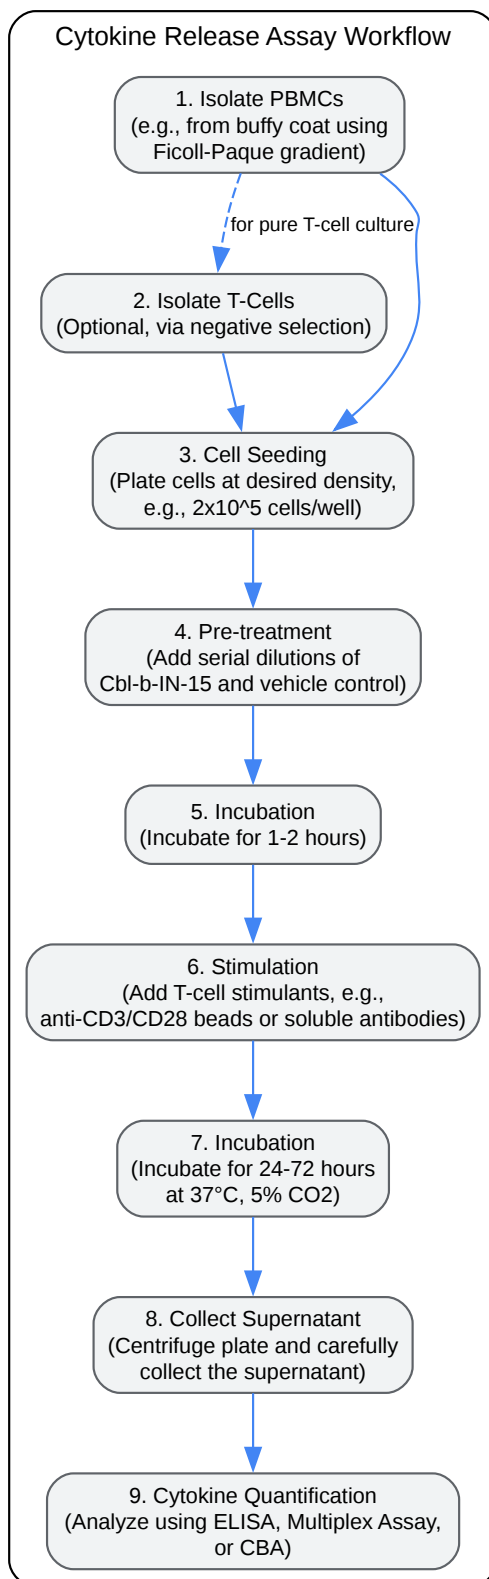 Cytokine Release Assay Workflow
1. Isolate PBMCs
(e.g., from buffy coat using
Ficoll-Paque gradient)
for pure T-cell culture
2. Isolate T-Cells
(Optional, via negative selection)
3. Cell Seeding
(Plate cells at desired density,
e.g., 2x10^5 cells/well)
4. Pre-treatment
(Add serial dilutions of
Cbl-b-IN-15 and vehicle control)
5. Incubation
(Incubate for 1-2 hours)
6. Stimulation
(Add T-cell stimulants, e.g.,
anti-CD3/CD28 beads or soluble antibodies)
7. Incubation
(Incubate for 24-72 hours
at 37°C, 5% CO2)
8. Collect Supernatant
(Centrifuge plate and carefully
collect the supernatant)
9. Cytokine Quantification
(Analyze using ELISA, Multiplex Assay,
or CBA)